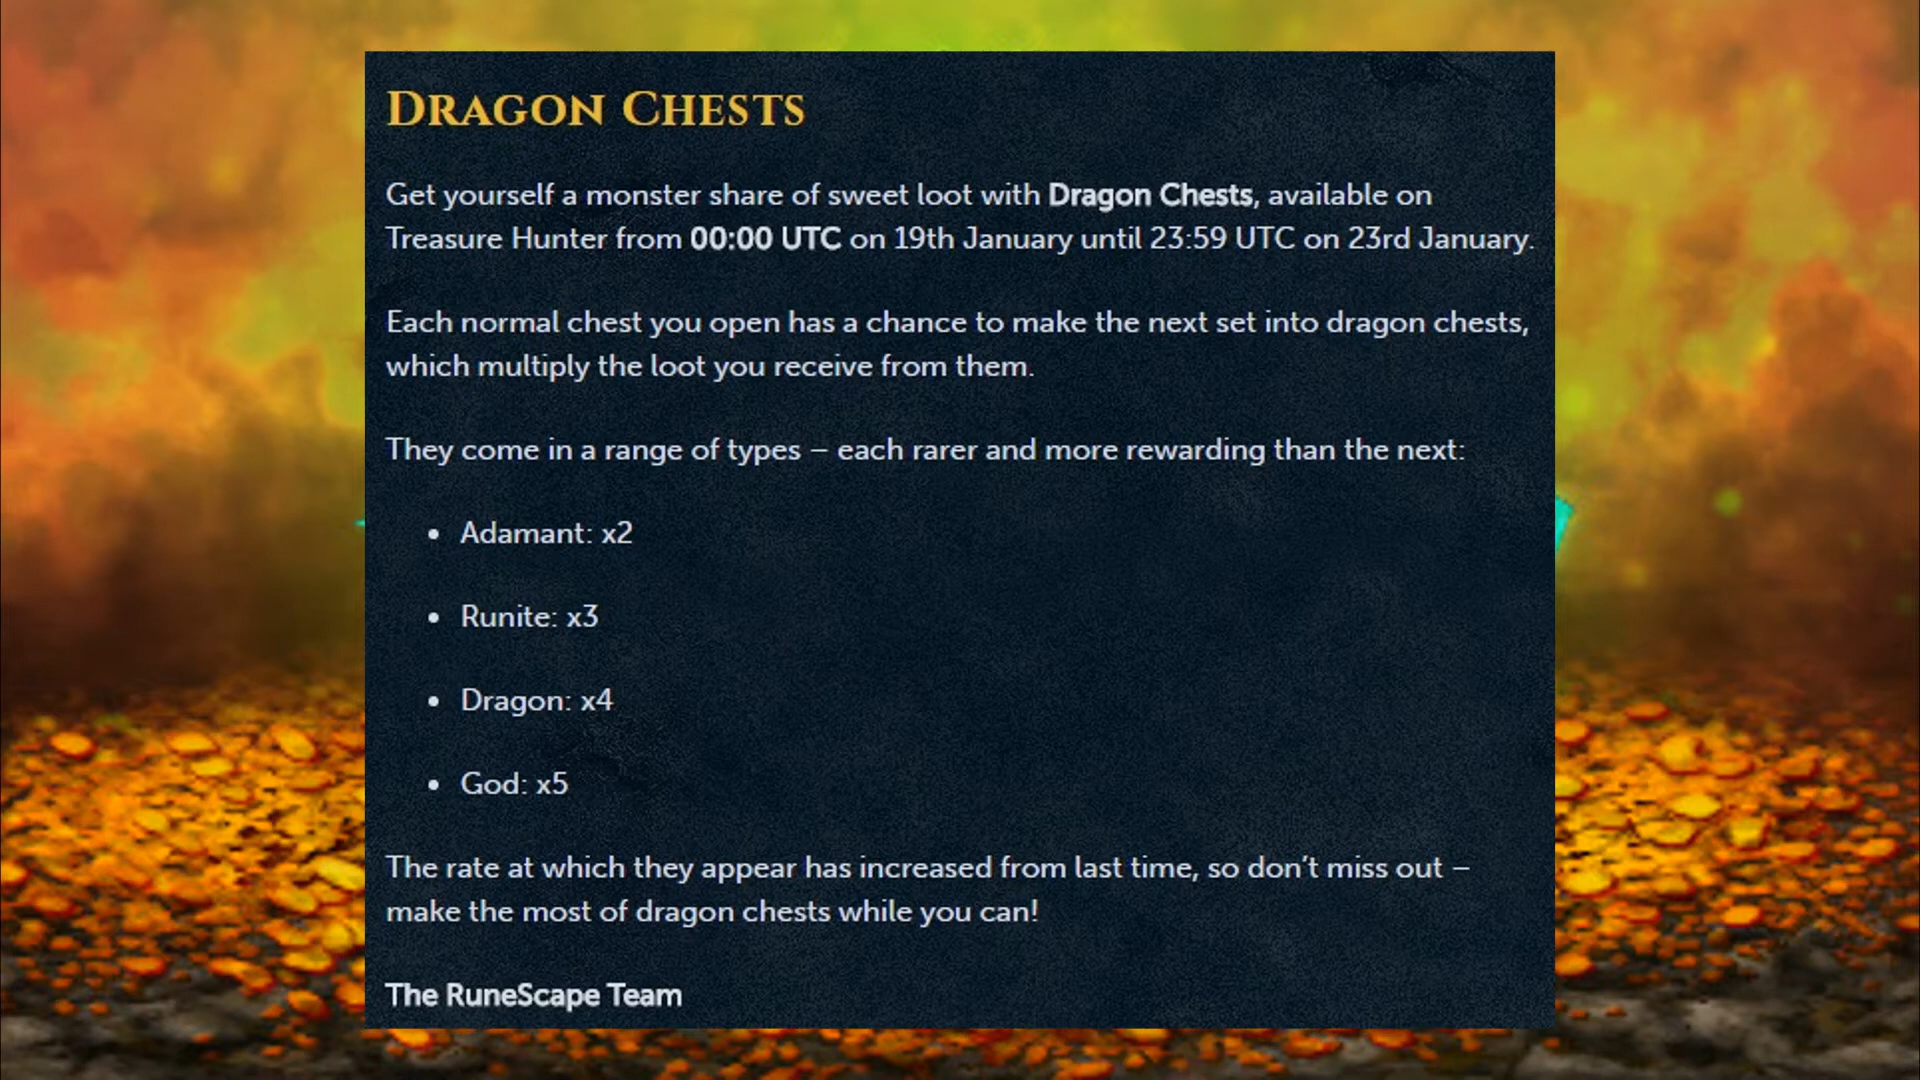 DRAGON CHESTS
Get yourself a monster share of sweet loot with Dragon Chests, available on
Treasure Hunter from 00:00 UTC on 19th January until 23:59 UTC on 23rd January.
Each normal chest you open has a chance to make the next set into dragon chests,
which multiply the loot you receive from them.
They come in a range of types – each rarer and more rewarding than the next:
• Adamant: x2
• Runite: x3
• Dragon: x4
• God: x5
The rate at which they appear has increased from last time, so don’t miss out –
make the most of dragon chests while you can!
The RuneScape Team